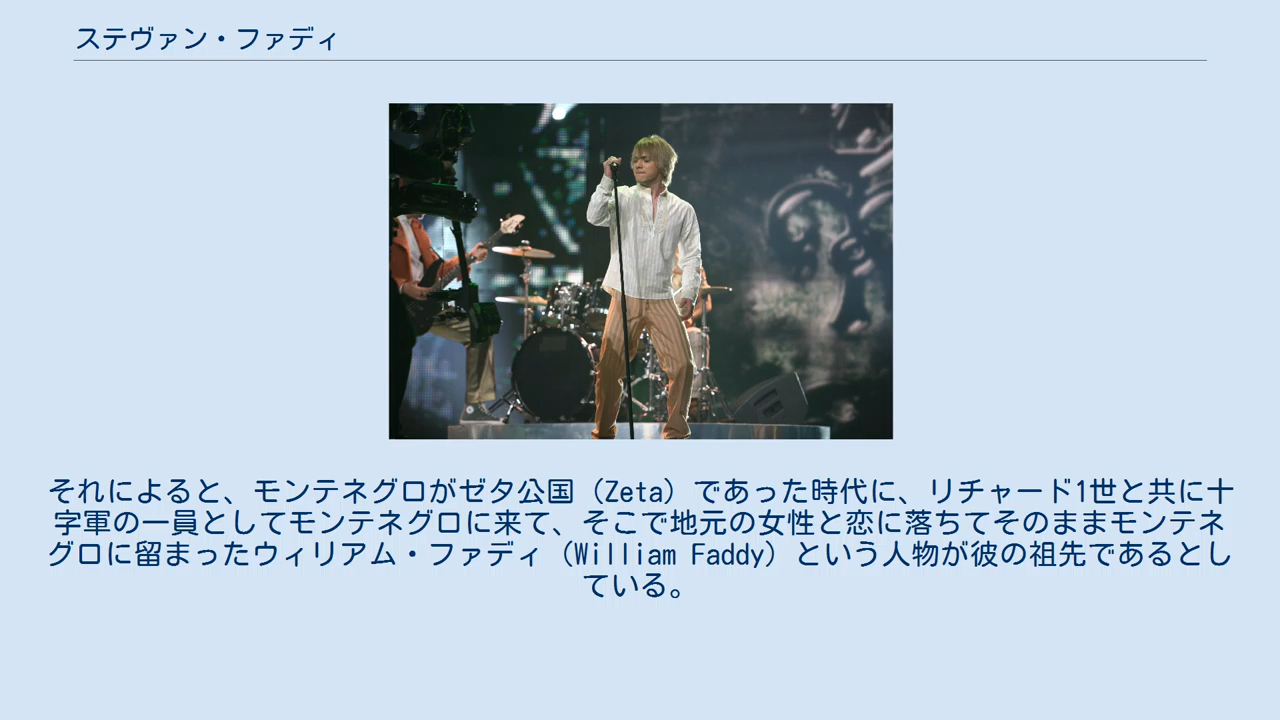 ステヴァン・ファディ
それによると、モンテネグロがゼタ公国（Zeta）であった時代に、リチャード1世と共に十
字軍の一員としてモンテネグロに来て、そこで地元の女性と恋に落ちてそのままモンテネ
グロに留まったウィリアム・ファディ（William Faddy）という人物が彼の祖先であるとし
ている。